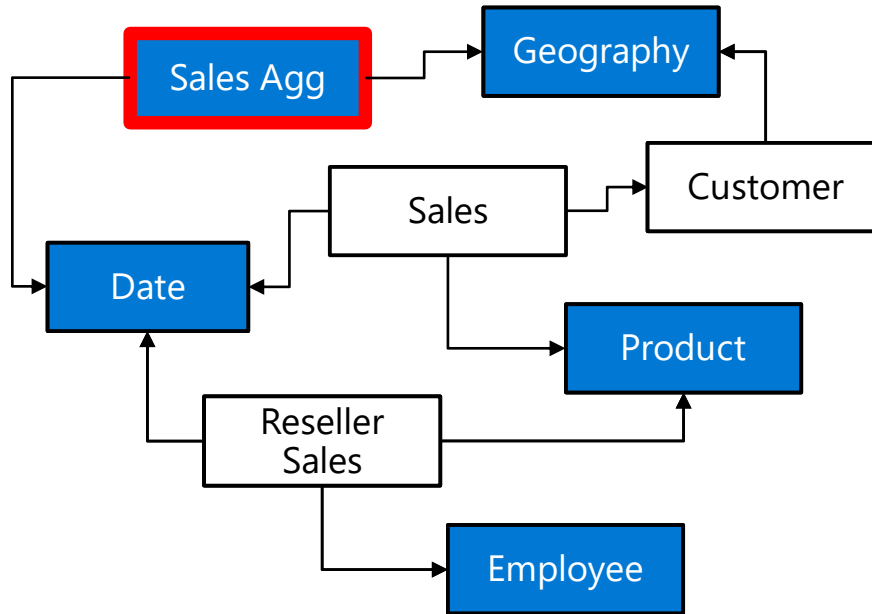 Sales Agg
Geography
Customer
Sales
Date
Product
Reseller
Sales
Employee